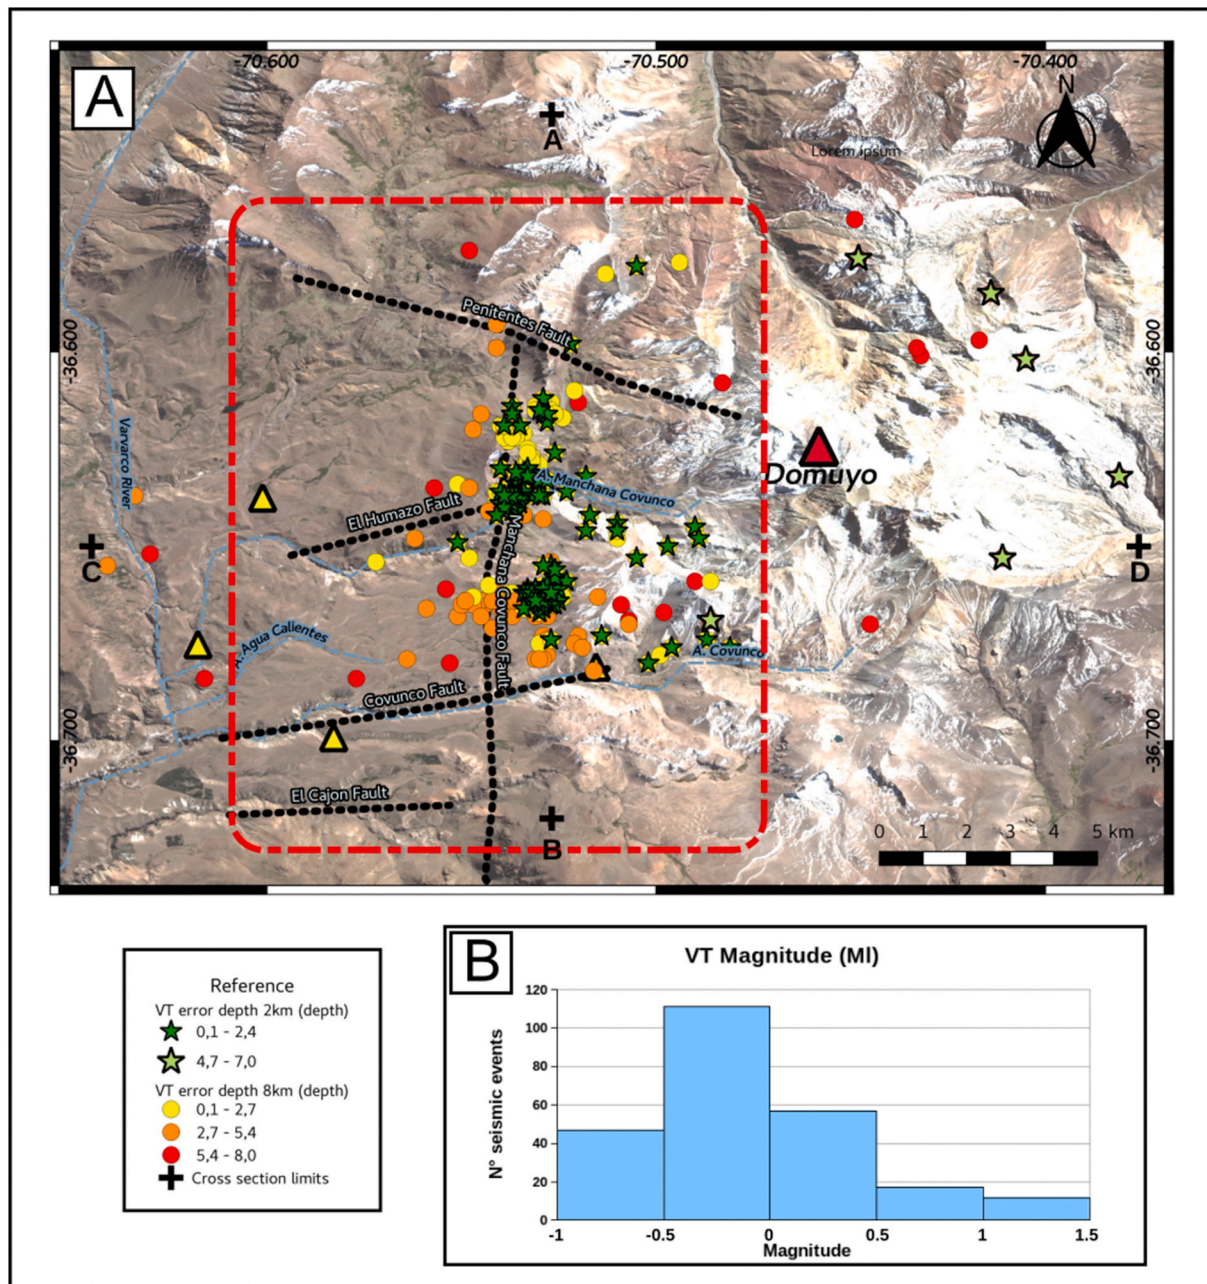 A
-70.600
-70.500
-70.400
N
A
Lorem ipsum
Penitentes Fault
-36.600
-36.600
Varvarco River
Domuyo
A. Manchana Covunco
El Humazo Fault
Manchana Covunco Fault
C
D
A. Agua Calientes
A. Covunco
Covunco Fault
-36.700
-36.700
El Cajon Fault
B
0 1 2 3 4 5 km
Reference
VT error depth 2km (depth)
0,1 - 2,4
4,7 - 7,0
VT error depth 8km (depth)
0,1 - 2,7
2,7 - 5,4
5,4 - 8,0
Cross section limits
B
VT Magnitude (Ml)
N° seismic events
120
100
80
60
40
20
0
-1 -0.5 0 0.5 1 1.5
Magnitude